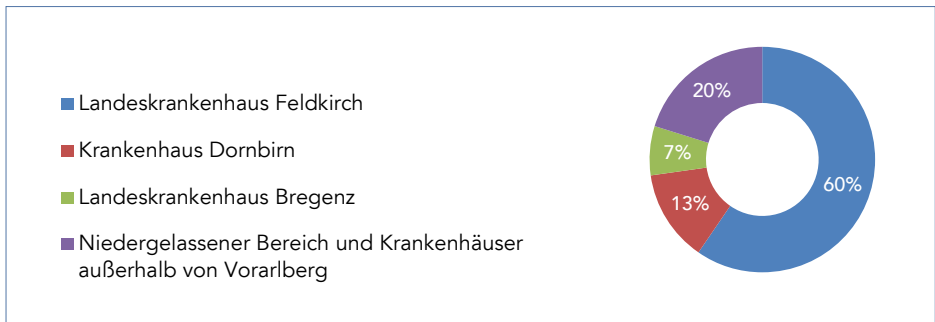 Landeskrankenhaus Feldkirch
Krankenhaus Dornbirn
Landeskrankenhaus Bregenz
Niedergelassener Bereich und Krankenhäuser
außerhalb von Vorarlberg
20%
7%
60%
13%